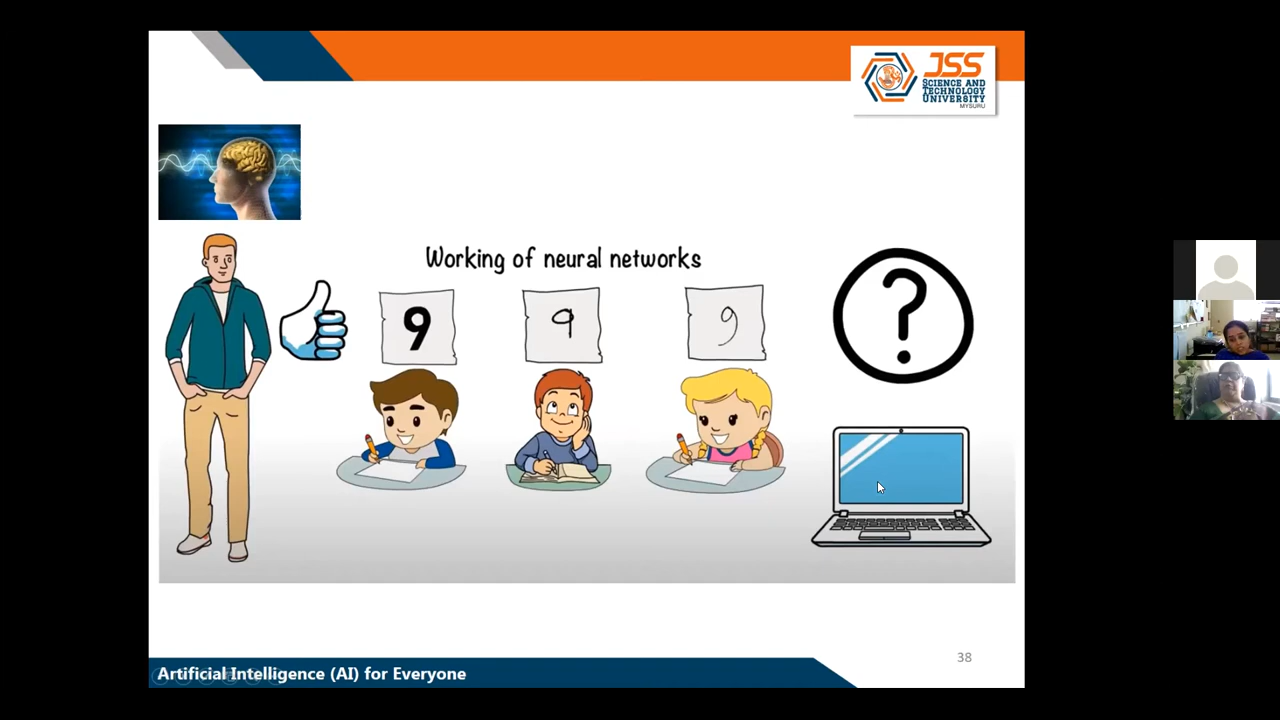 JSS
SCIENCE AND
TECHNOLOGY
UNIVERSITY
MYSURU
Working of neural networks
9
9
9
?
38
Artificial Intelligence (AI) for Everyone